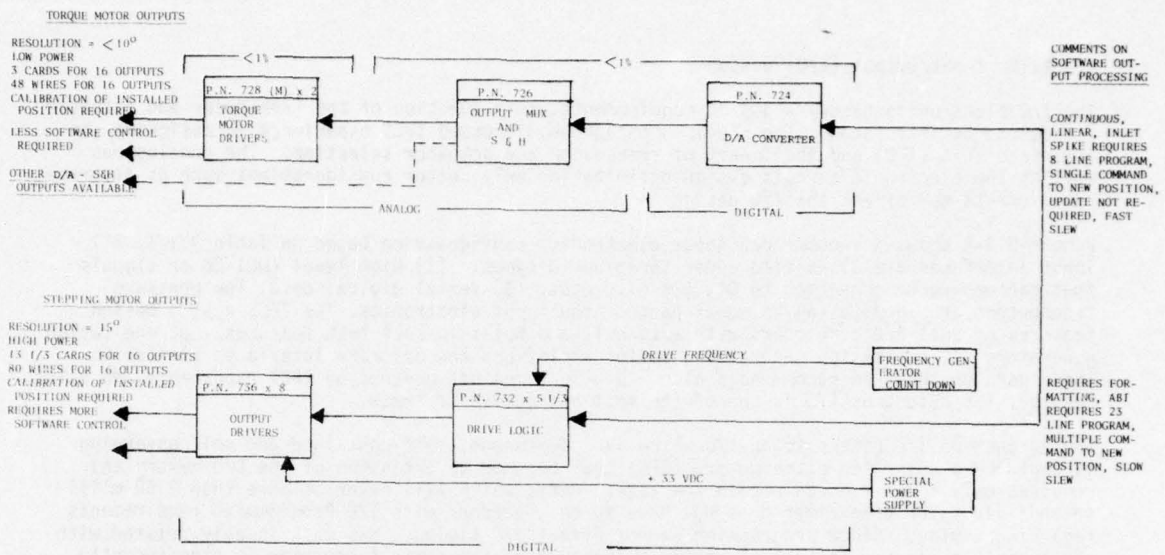 TORQUE MOTOR OUTPUTS
RESOLUTION = <10°
LOW POWER
3 CARDS FOR 16 OUTPUTS
48 WIRES FOR 16 OUTPUTS
CALIBRATION OF INSTALLED
POSITION REQUIRED
LESS SOFTWARE CONTROL
REQUIRED
OTHER D/A - S&H
OUTPUTS AVAILABLE
<1%
<1%
P.N. 728 (M) x 2
TORQUE
MOTOR
DRIVERS
P.N. 726
OUTPUT MUX
AND
S & H
P.N. 724
D/A CONVERTER
ANALOG
DIGITAL
COMMENTS ON
SOFTWARE OUT-
PUT PROCESSING
CONTINUOUS,
LINEAR, INLET
SPIKE REQUIRES
8 LINE PROGRAM,
SINGLE COMMAND
TO NEW POSITION,
UPDATE NOT RE-
QUIRED, FAST
SLEW
STEPPING MOTOR OUTPUTS
RESOLUTION = 15°
HIGH POWER
13 1/3 CARDS FOR 16 OUTPUTS
80 WIRES FOR 16 OUTPUTS
CALIBRATION OF INSTALLED
POSITION REQUIRED
REQUIRES MORE
SOFTWARE CONTROL
P.N. 756 x 8
OUTPUT
DRIVERS
P.N. 732 x 5 1/3
DRIVE LOGIC
DRIVE FREQUENCY
FREQUENCY GEN-
ERATOR
COUNT DOWN
+ 33 VDC
SPECIAL
POWER
SUPPLY
REQUIRES FOR-
MATTING, ABI
REQUIRES 23
LINE PROGRAM,
MULTIPLE COM-
MAND TO NEW
POSITION, SLOW
SLEW
DIGITAL